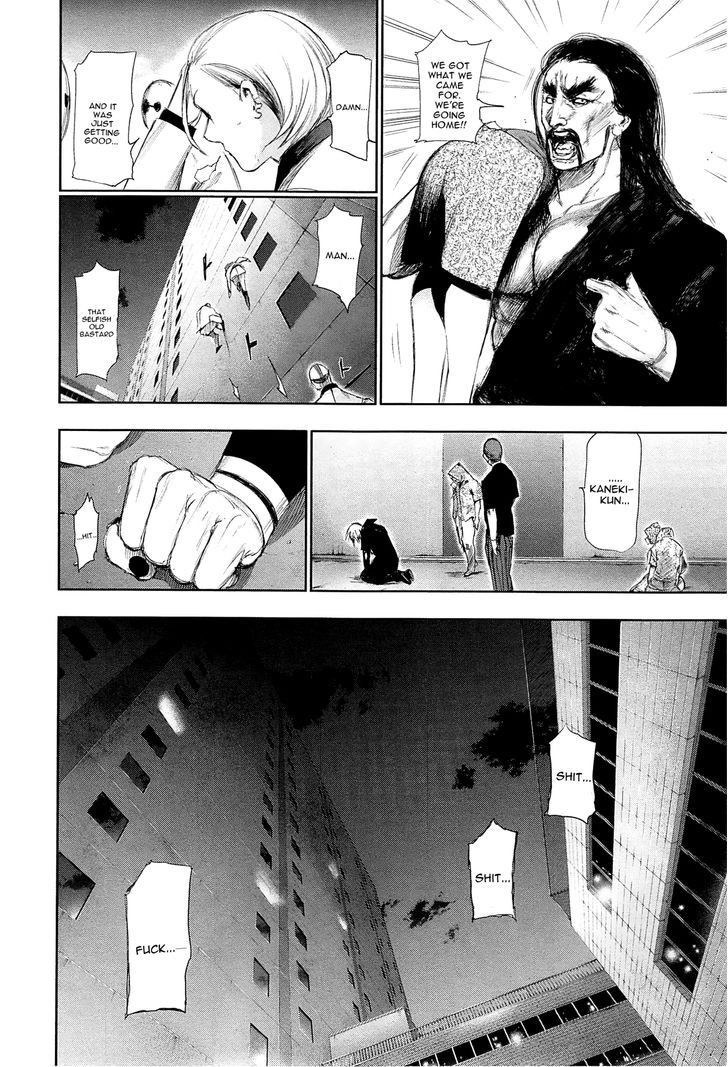 WE GOT
WHAT WE
CAME
FOR.
WE'RE
GOING
HOME!!
DAMN...
AND IT
WAS
JUST
GETTING
GOOD...
MAN...
THAT
SELFISH
OLD
BASTARD
.....
KANEKI-
KUN...
...HIT...
SHIT...
SHIT...
FUCK...